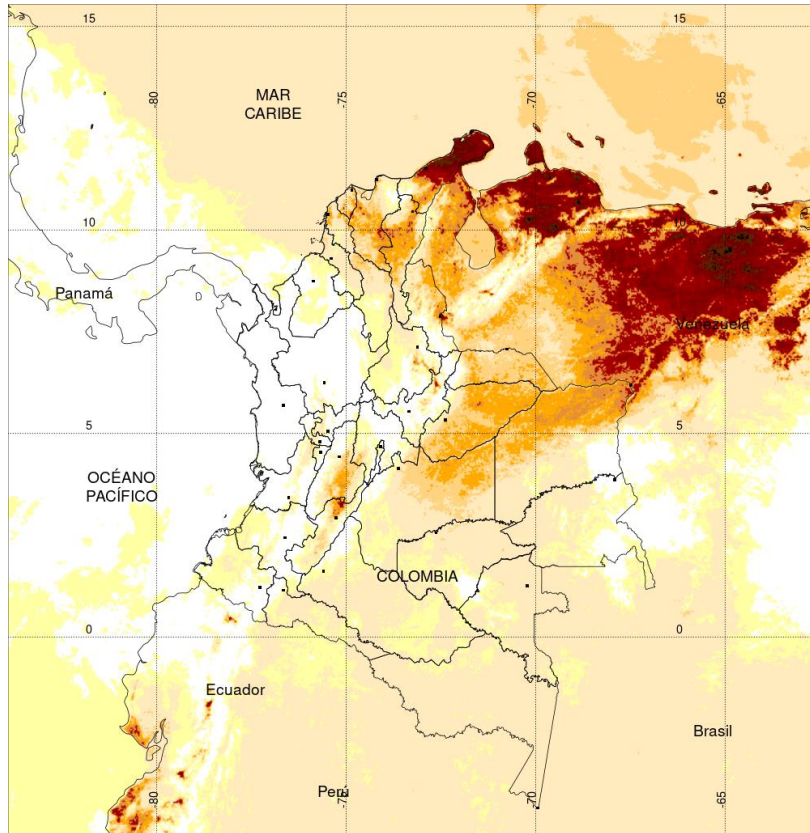 15
15
-80
-75
-70
-65
MAR
CARIBE
10
10
Panamá
Venezuela
5
5
OCÉANO
PACÍFICO
COLOMBIA
0
0
Ecuador
Brasil
Perú
-80
-75
-70
-65